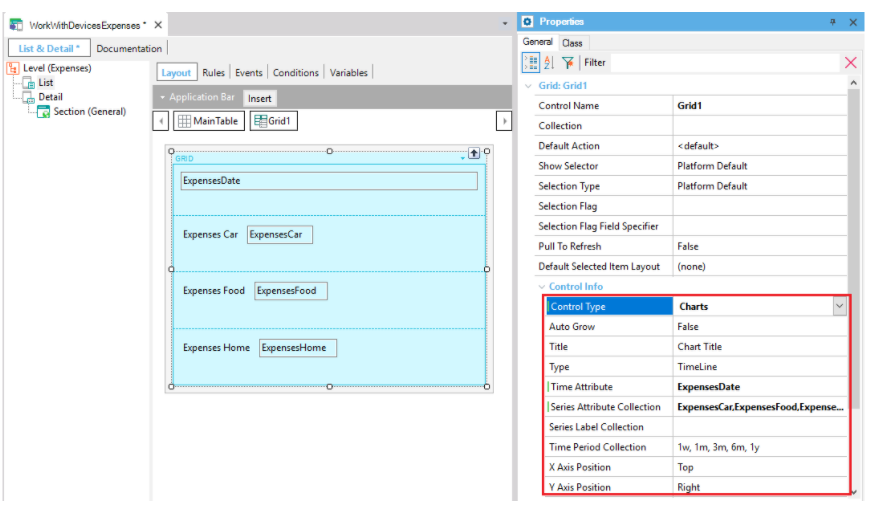 WorkWithDevicesExpenses *
List & Detail *
Documentation
Level (Expenses)
List
Detail
Section (General)
Layout
Rules
Events
Conditions
Variables
Application Bar
Insert
MainTable
Grid1
GRID
ExpensesDate
Expenses Car
ExpensesCar
Expenses Food
ExpensesFood
Expenses Home
ExpensesHome
Properties
General
Class
Filter
Grid: Grid1
Control Name Grid1
Collection
Default Action <default>
Show Selector Platform Default
Selection Type Platform Default
Selection Flag
Selection Flag Field Specifier
Pull To Refresh False
Default Selected Item Layout (none)
Control Info
Control Type Charts
Auto Grow False
Title Chart Title
Type TimeLine
Time Attribute ExpensesDate
Series Attribute Collection ExpensesCar,ExpensesFood,Expense...
Series Label Collection
Time Period Collection 1w, 1m, 3m, 6m, 1y
X Axis Position Top
Y Axis Position Right